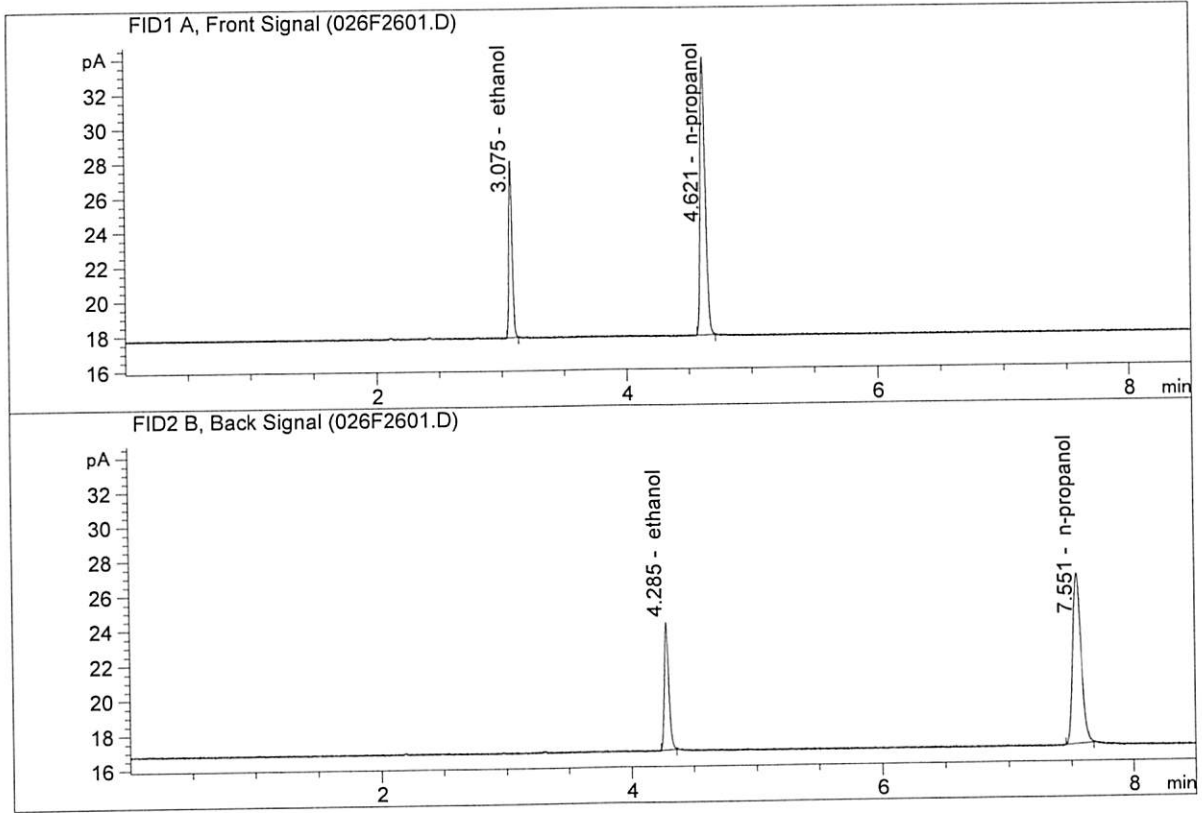 FID1 A, Front Signal (026F2601.D)
pA
32
30
28
26
24
22
20
18
16
3.075 - ethanol
4.621 - n-propanol
2
4
6
8
min
FID2 B, Back Signal (026F2601.D)
pA
32
30
28
26
24
22
20
18
16
4.285 - ethanol
7.551 - n-propanol
2
4
6
8
min